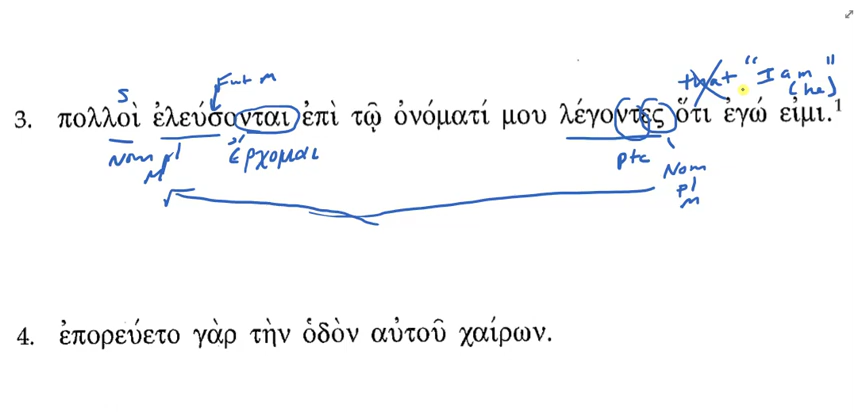 Fut m
that "I am"
s
(he)
3. πολλοὶ ἐλεύσονται ἐπὶ τῷ ὀνόματί μου λέγοντες ὅτι ἐγώ εἰμι.¹
Nom pl
M
ἔρχομαι
ptc
Nom
pl
m
4. ἐπορεύετο γὰρ τὴν ὁδὸν αὐτοῦ χαίρων.